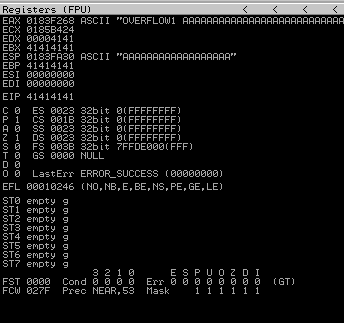 Registers (FPU) < < < <
EAX 0183F268 ASCII "OVERFLOW1 AAAAAAAAAAAAAAAAAAAAAAAAAAAA
ECX 0185B424
EDX 00004141
EBX 41414141
ESP 0183FA30 ASCII "AAAAAAAAAAAAAAAAAA"
EBP 41414141
ESI 00000000
EDI 00000000
EIP 41414141
C 0 ES 0023 32bit 0(FFFFFFFF)
P 1 CS 001B 32bit 0(FFFFFFFF)
A 0 SS 0023 32bit 0(FFFFFFFF)
Z 1 DS 0023 32bit 0(FFFFFFFF)
S 0 FS 003B 32bit 7FFDE000(FFF)
T 0 GS 0000 NULL
D 0
O 0 LastErr ERROR_SUCCESS (00000000)
EFL 00010246 (NO,NB,E,BE,NS,PE,GE,LE)
ST0 empty g
ST1 empty g
ST2 empty g
ST3 empty g
ST4 empty g
ST5 empty g
ST6 empty g
ST7 empty g
3 2 1 0 E S P U O Z D I
FST 0000 Cond 0 0 0 0 Err 0 0 0 0 0 0 0 0 (GT)
FCW 027F Prec NEAR,53 Mask 1 1 1 1 1 1